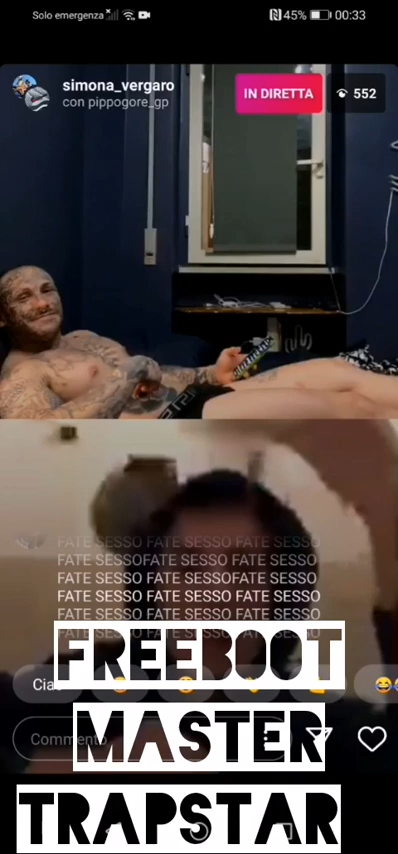 Solo emergenza
45% 00:33
simona_vergaro
con pippogore_gp
IN DIRETTA
552
FATE SESSO FATE SESSO FATE SESSO
FATE SESSOFATE SESSO FATE SESSO
FATE SESSO FATE SESSOFATE SESSO
FATE SESSO FATE SESSO FATE SESSO
FATE SESSO FATE SESSO FATE SESSO
FREEBOOT
Ciao
MASTER
Commento
TRAPSTAR